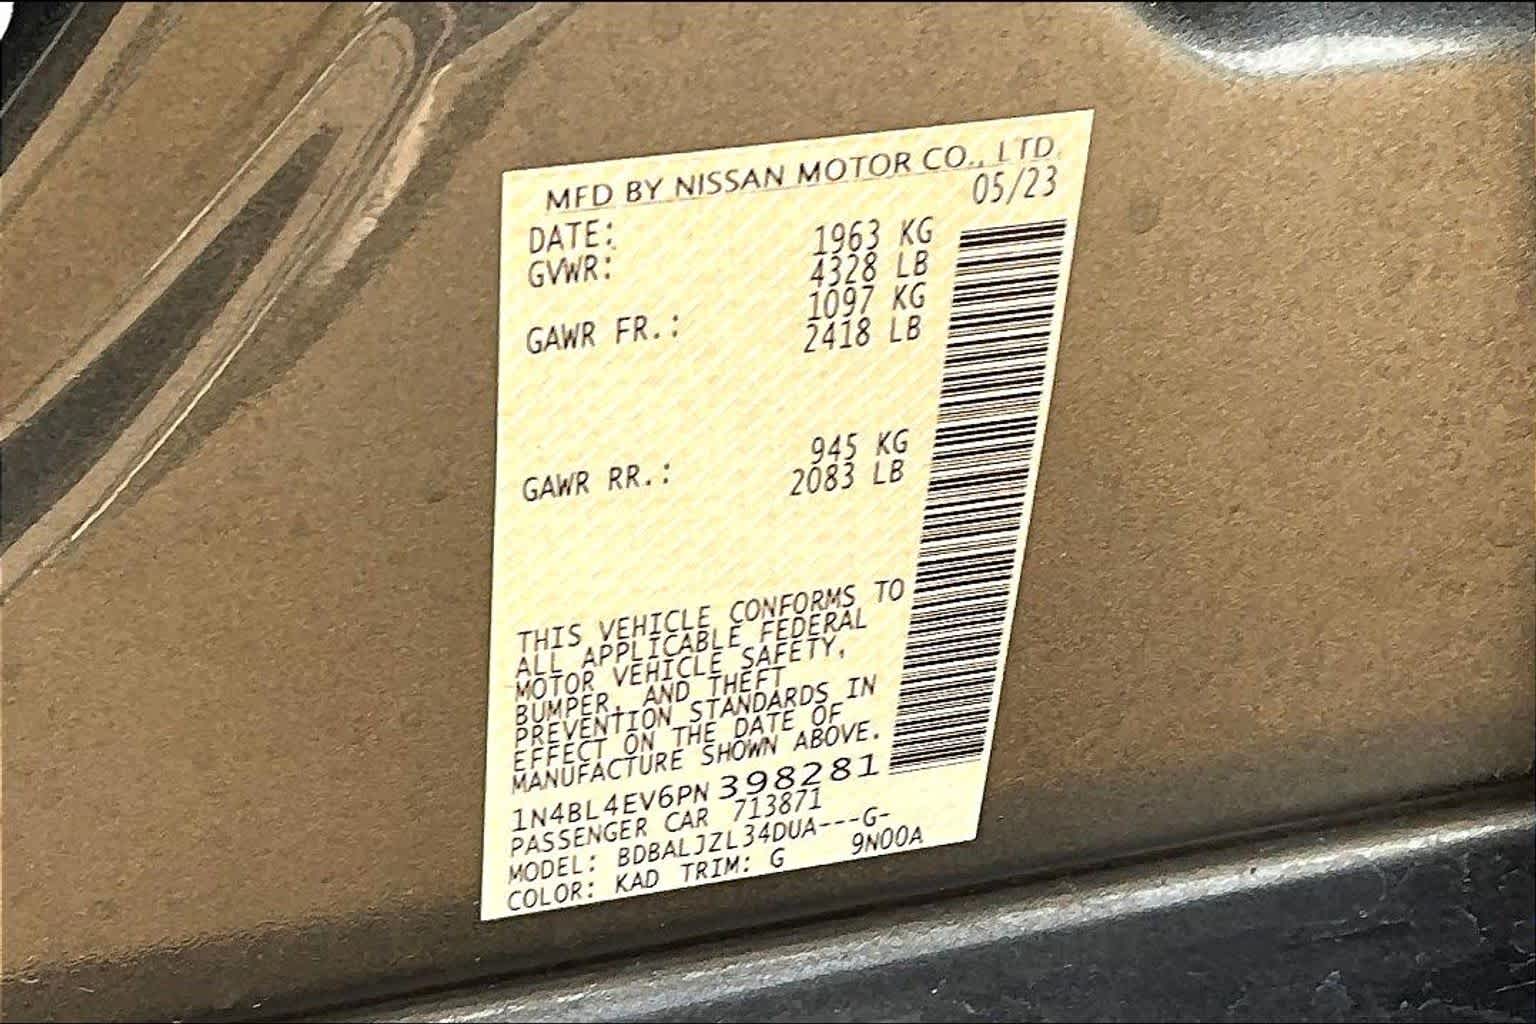 MFD BY NISSAN MOTOR CO., LTD.
DATE: 05/23
GVWR: 1963 KG
4328 LB
GAWR FR.: 1097 KG
2418 LB
GAWR RR.: 945 KG
2083 LB
THIS VEHICLE CONFORMS TO
ALL APPLICABLE FEDERAL
MOTOR VEHICLE SAFETY,
BUMPER, AND THEFT
PREVENTION STANDARDS IN
EFFECT ON THE DATE OF
MANUFACTURE SHOWN ABOVE.
1N4BL4EV6PN398281
PASSENGER CAR 713871
MODEL: BDBALJZL34DUA---G-
COLOR: KAD TRIM: G 9N00A